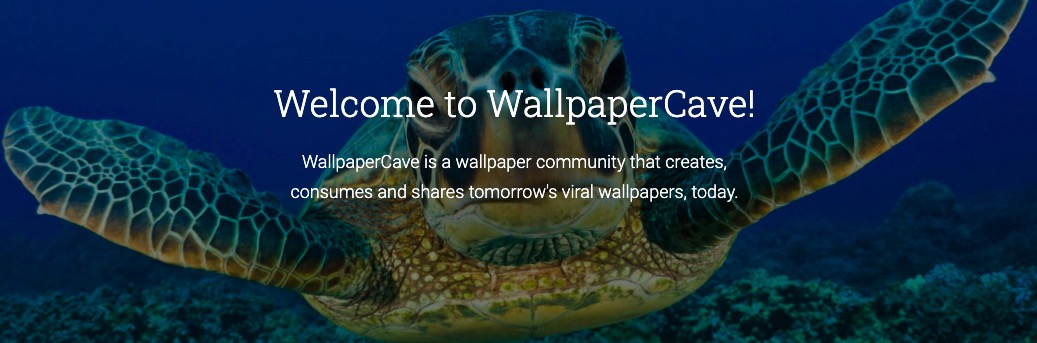 Welcome to WallpaperCave!
WallpaperCave is a wallpaper community that creates,
consumes and shares tomorrow's viral wallpapers, today.